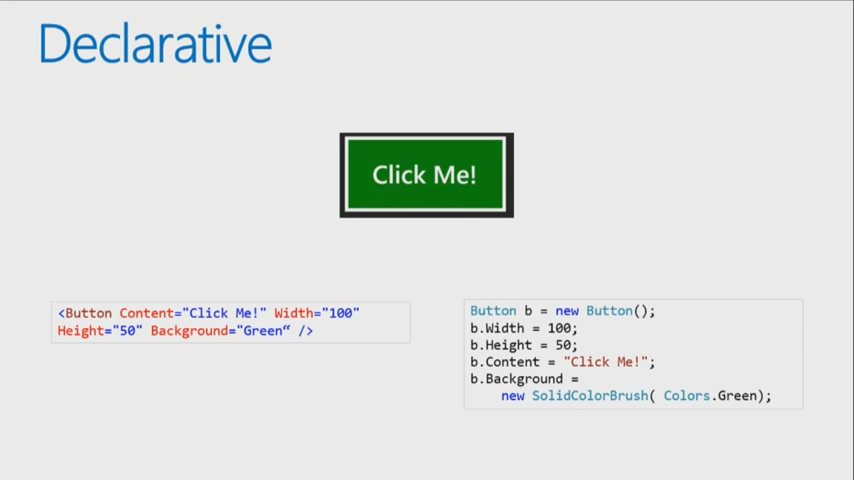 Declarative
Click Me!
<Button Content="Click Me!" Width="100"
Height="50" Background="Green“ />
Button b = new Button();
b.Width = 100;
b.Height = 50;
b.Content = "Click Me!";
b.Background =
new SolidColorBrush( Colors.Green);